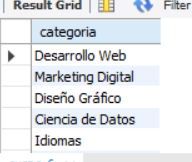 Result Grid
Filter
categoria
Desarrollo Web
Marketing Digital
Diseño Gráfico
Ciencia de Datos
Idiomas